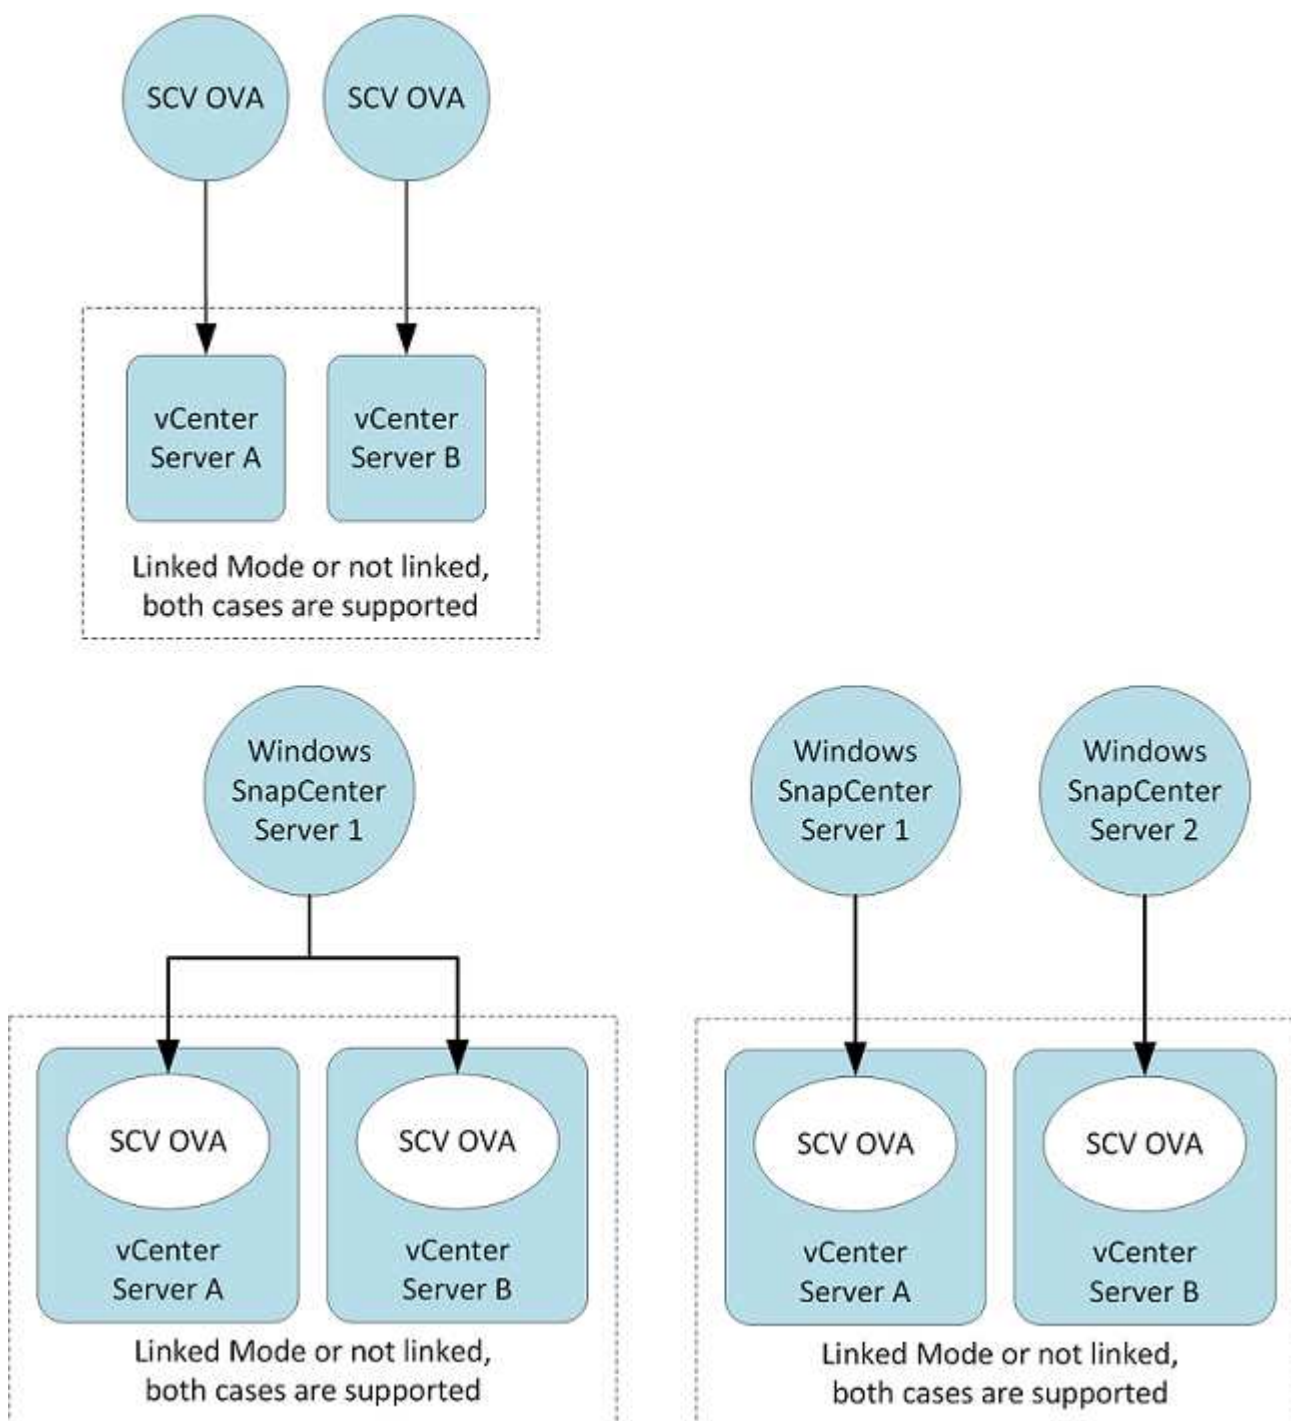 SCV OVA
SCV OVA
vCenter
Server A
vCenter
Server B
Linked Mode or not linked,
both cases are supported
Windows
SnapCenter
Server 1
SCV OVA
vCenter
Server A
SCV OVA
vCenter
Server B
Linked Mode or not linked,
both cases are supported
Windows
SnapCenter
Server 1
Windows
SnapCenter
Server 2
SCV OVA
vCenter
Server A
SCV OVA
vCenter
Server B
Linked Mode or not linked,
both cases are supported